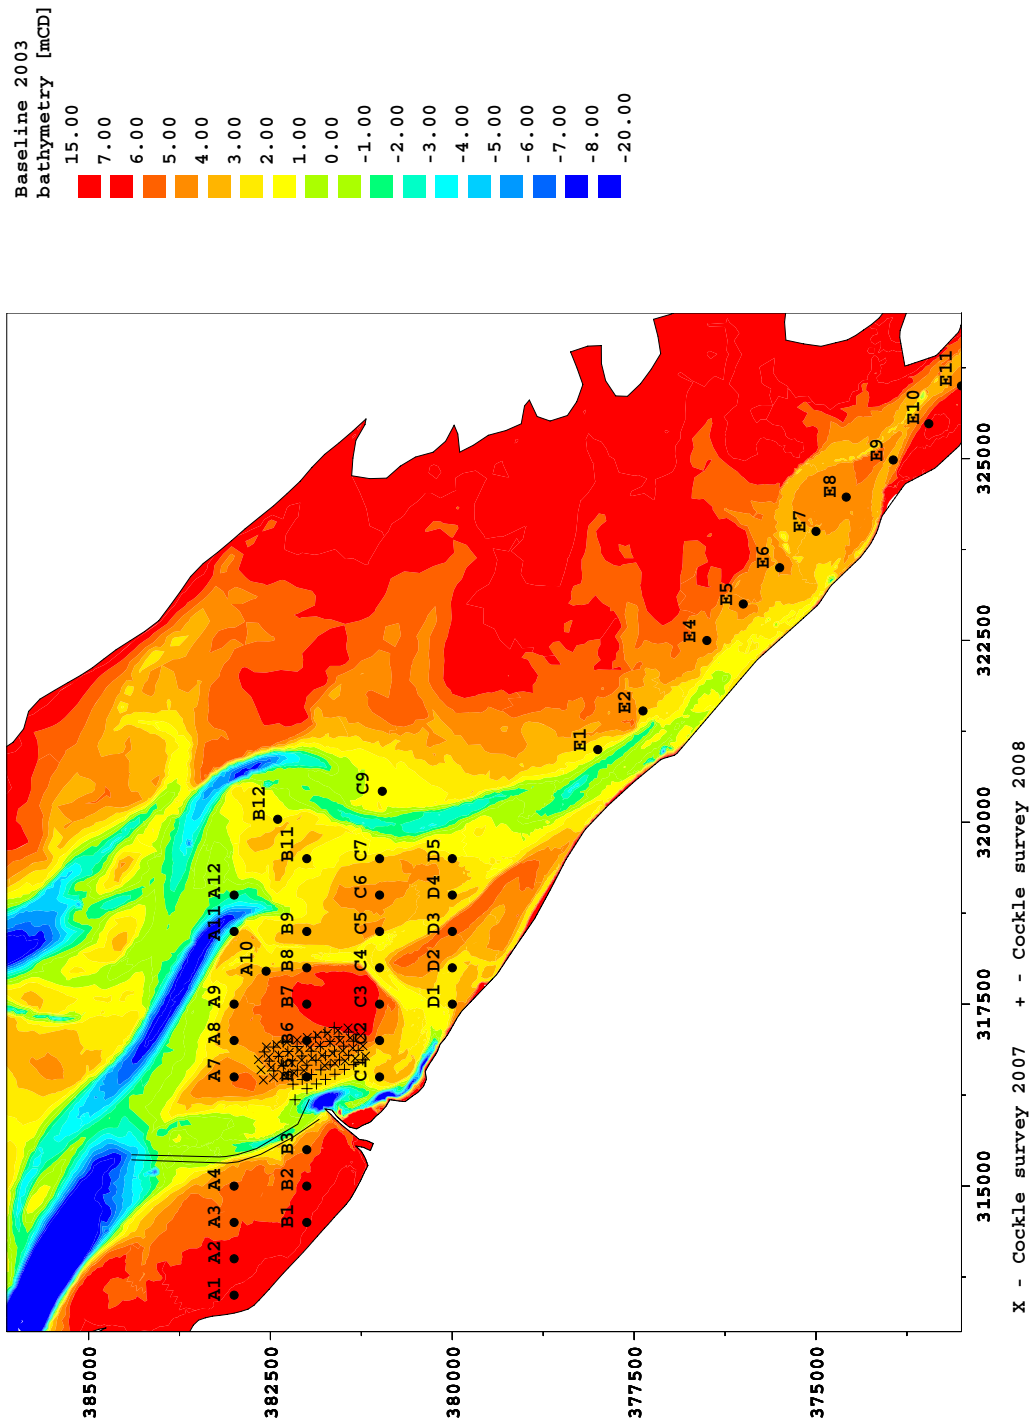 Baseline 2003
bathymetry [mCD]
15.00
7.00
6.00
5.00
4.00
3.00
2.00
1.00
0.00
-1.00
-2.00
-3.00
-4.00
-5.00
-6.00
-7.00
-8.00
-20.00
385000
382500
380000
377500
375000
A1
A2
A3
A4
A7
A8
A9
A10
A11
A12
B1
B2
B3
B5
B6
B7
B8
B9
B11
B12
C1
C2
C3
C4
C5
C6
C7
C9
D1
D2
D3
D4
D5
E1
E2
E4
E5
E6
E7
E8
E9
E10
E11
315000
317500
320000
322500
325000
X - Cockle survey 2007 + - Cockle survey 2008